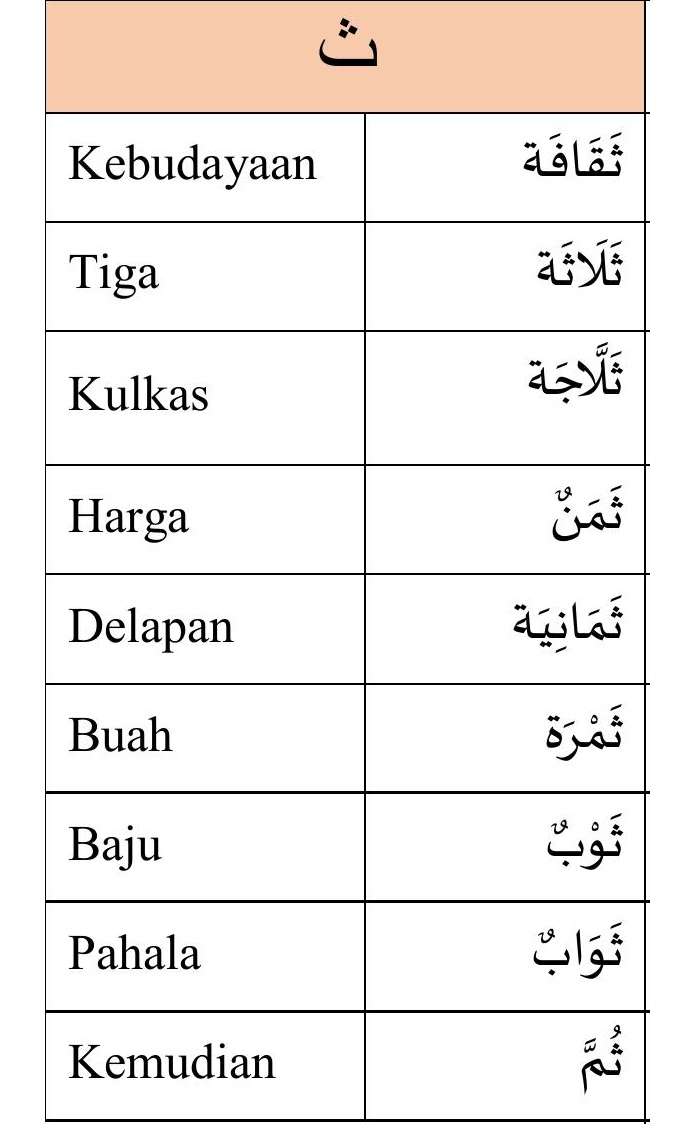 ث
Kebudayaan ثَقَافَة
Tiga ثَلَاثَة
Kulkas ثَلَّاجَة
Harga ثَمَنٌ
Delapan ثَمَانِيَة
Buah ثَمْرَة
Baju ثَوْبٌ
Pahala ثَوَابٌ
Kemudian ثُمَّ